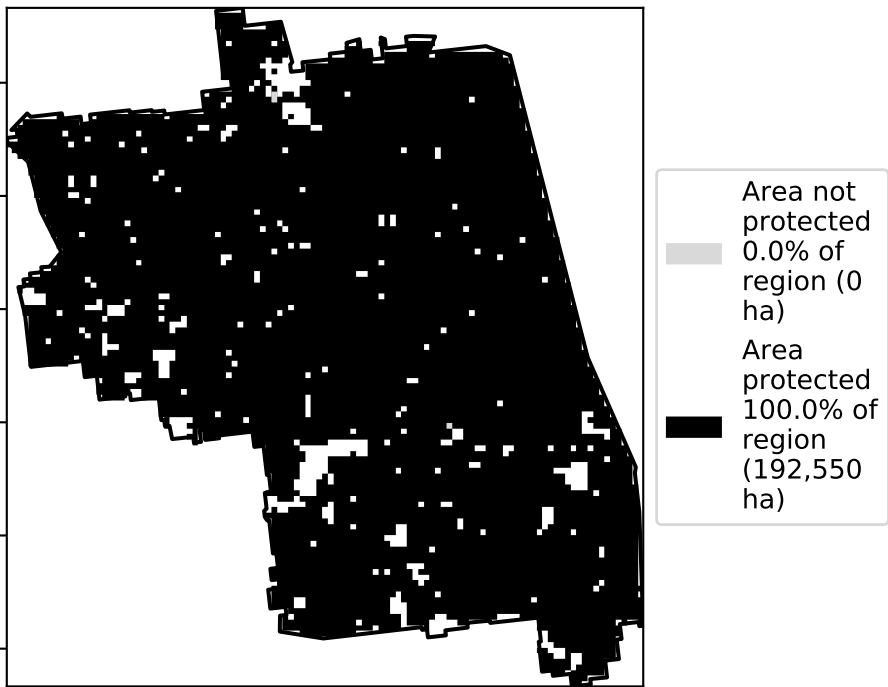 Area not
protected
0.0% of
region (0
ha)
Area
protected
100.0% of
region
(192,550
ha)